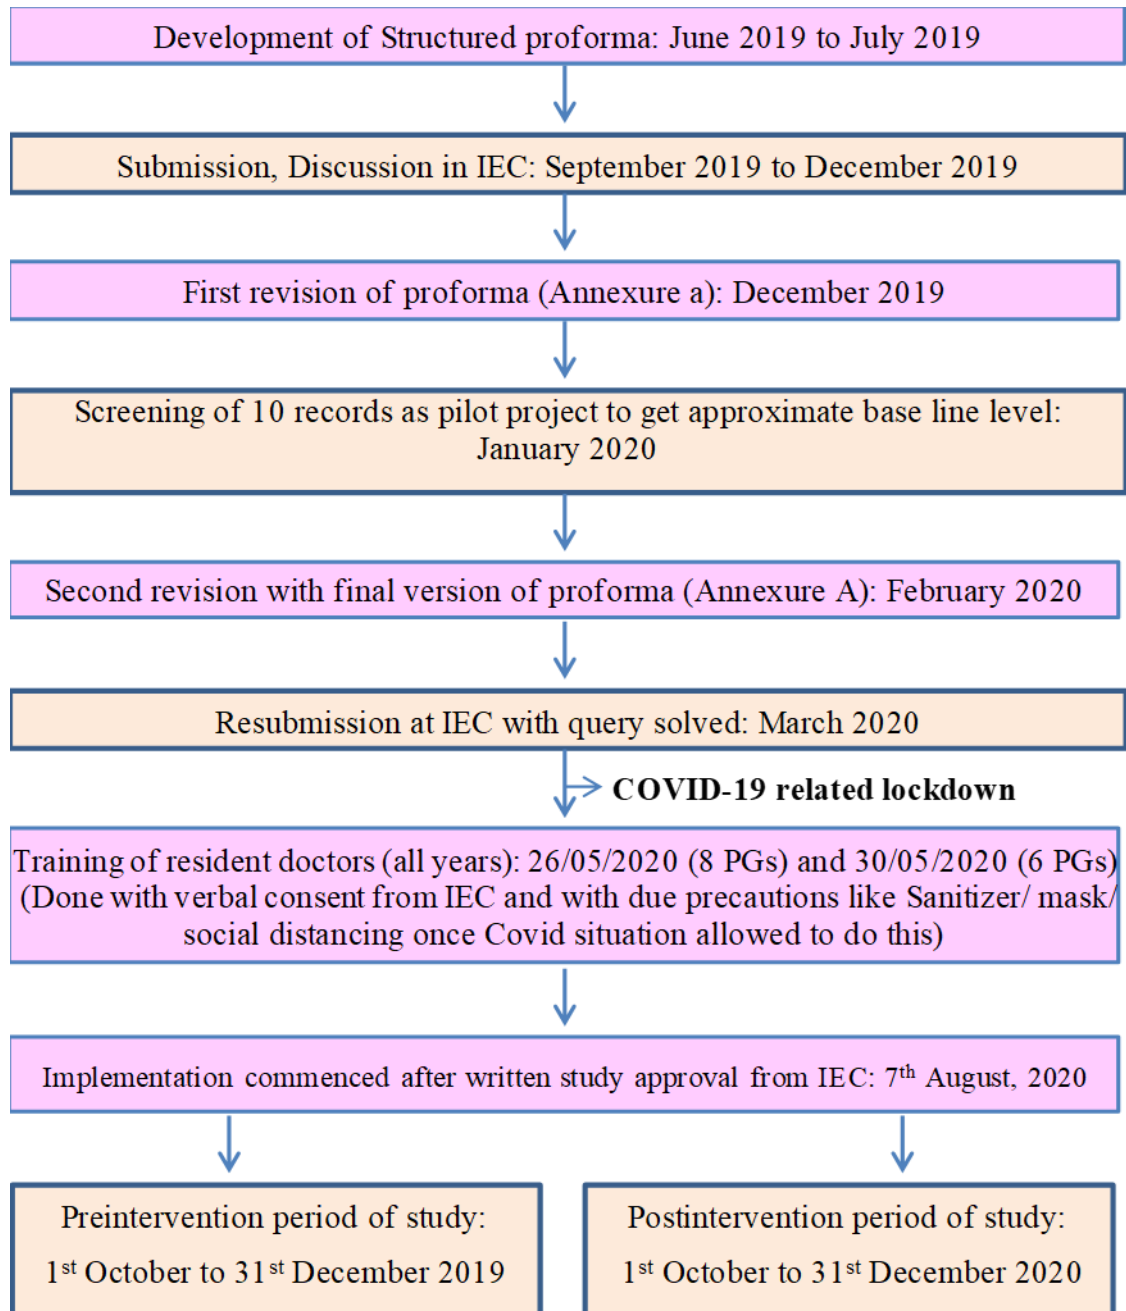 Development of Structured proforma: June 2019 to July 2019
Submission, Discussion in IEC: September 2019 to December 2019
First revision of proforma (Annexure a): December 2019
Screening of 10 records as pilot project to get approximate base line level:
January 2020
Second revision with final version of proforma (Annexure A): February 2020
Resubmission at IEC with query solved: March 2020
COVID-19 related lockdown
Training of resident doctors (all years): 26/05/2020 (8 PGs) and 30/05/2020 (6 PGs)
(Done with verbal consent from IEC and with due precautions like Sanitizer/ mask/
social distancing once Covid situation allowed to do this)
Implementation commenced after written study approval from IEC: 7th August, 2020
Preintervention period of study:
1st October to 31st December 2019
Postintervention period of study:
1st October to 31st December 2020